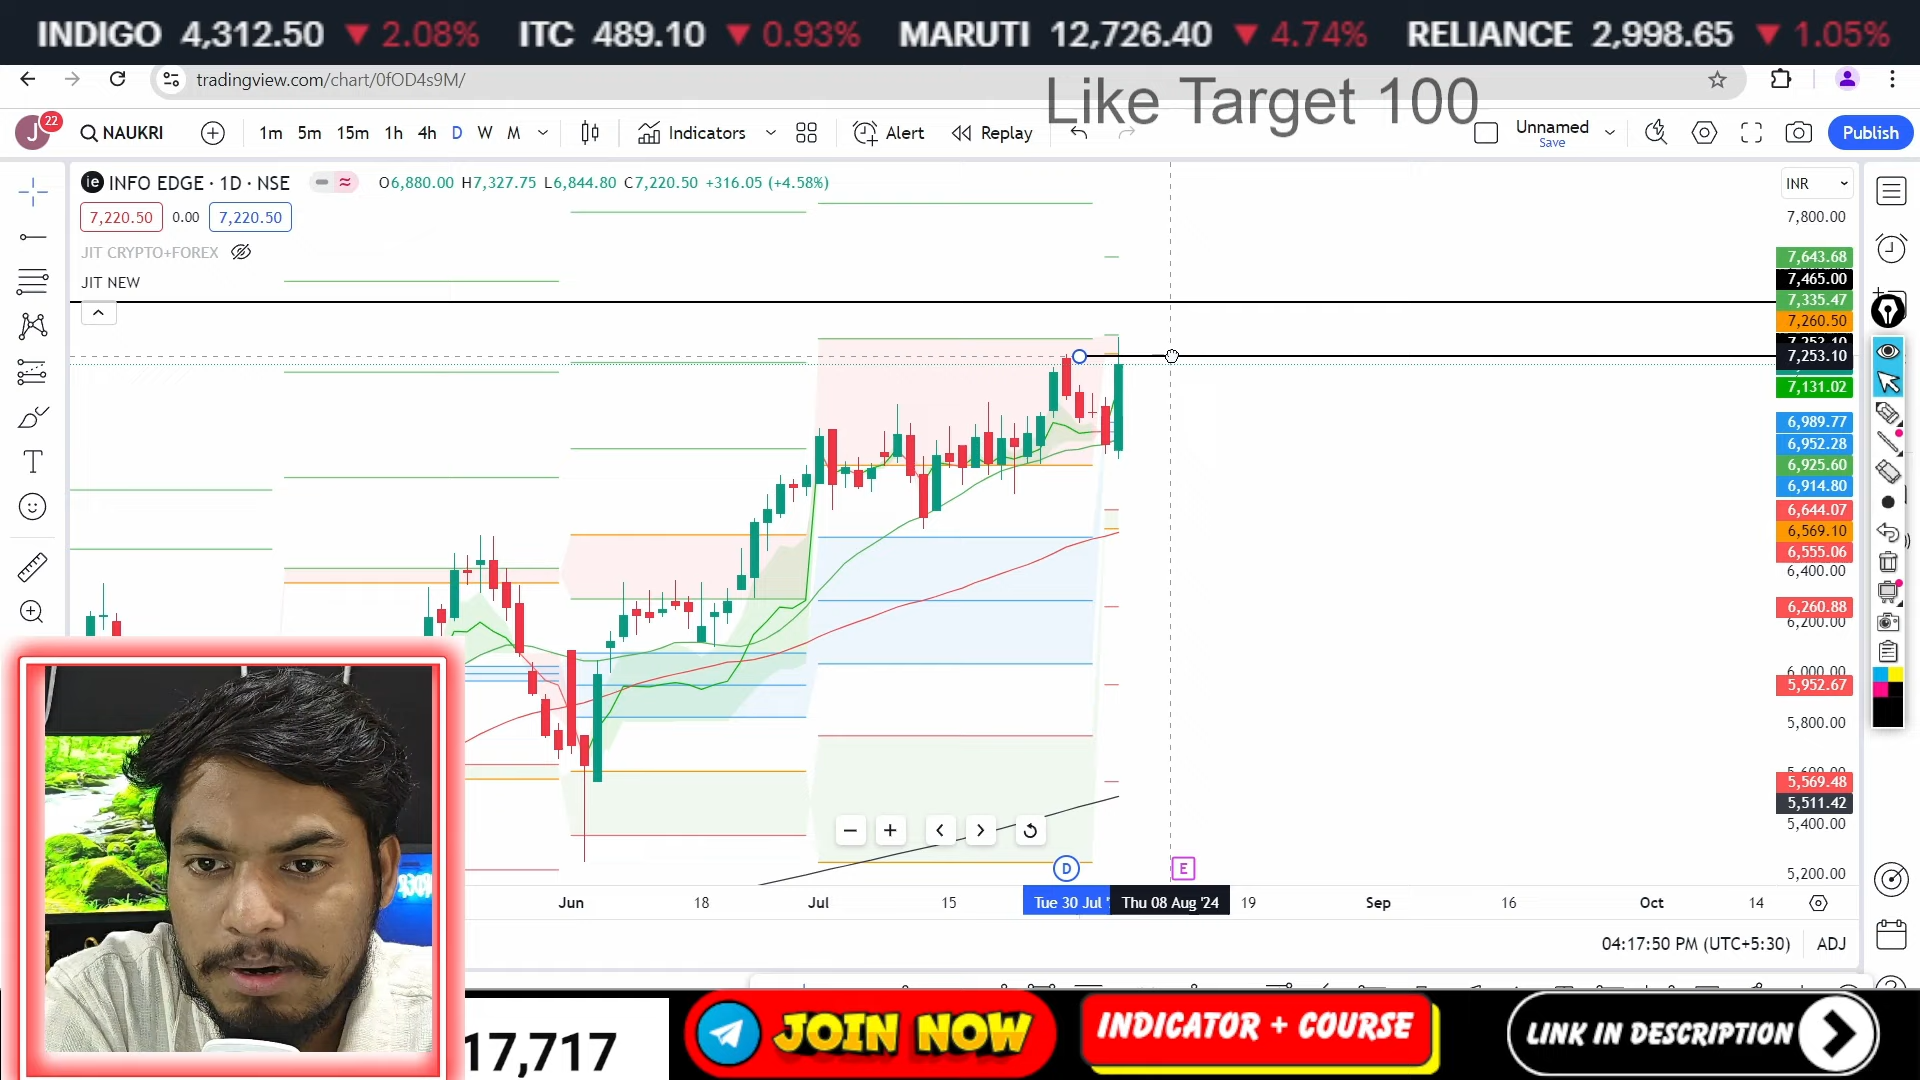 INDIGO 4,312.50 ▼ 2.08% ITC 489.10 ▼ 0.93% MARUTI 12,726.40 ▼ 4.74% RELIANCE 2,998.65 ▼ 1.05%
tradingview.com/chart/0fOD4s9M/
Like Target 100
J 22 NAUKRI 1m 5m 15m 1h 4h D W M Indicators Alert Replay Unnamed Save Publish
ie INFO EDGE · 1D · NSE O6,880.00 H7,327.75 L6,844.80 C7,220.50 +316.05 (+4.58%)
INR
7,220.50 0.00 7,220.50
7,800.00
JIT CRYPTO+FOREX
7,643.68
JIT NEW
7,465.00
7,335.47
7,260.50
7,253.10
7,131.02
6,989.77
6,952.28
6,925.60
6,914.80
6,644.07
6,569.10
6,555.06
6,400.00
6,260.88
6,200.00
6,000.00
5,952.67
5,800.00
5,569.48
5,511.42
5,400.00
5,200.00
D E
Jun 18 Jul 15 Tue 30 Jul ' Thu 08 Aug '24 19 Sep 16 Oct 14
04:17:50 PM (UTC+5:30) ADJ
17,717
JOIN NOW
INDICATOR + COURSE
LINK IN DESCRIPTION